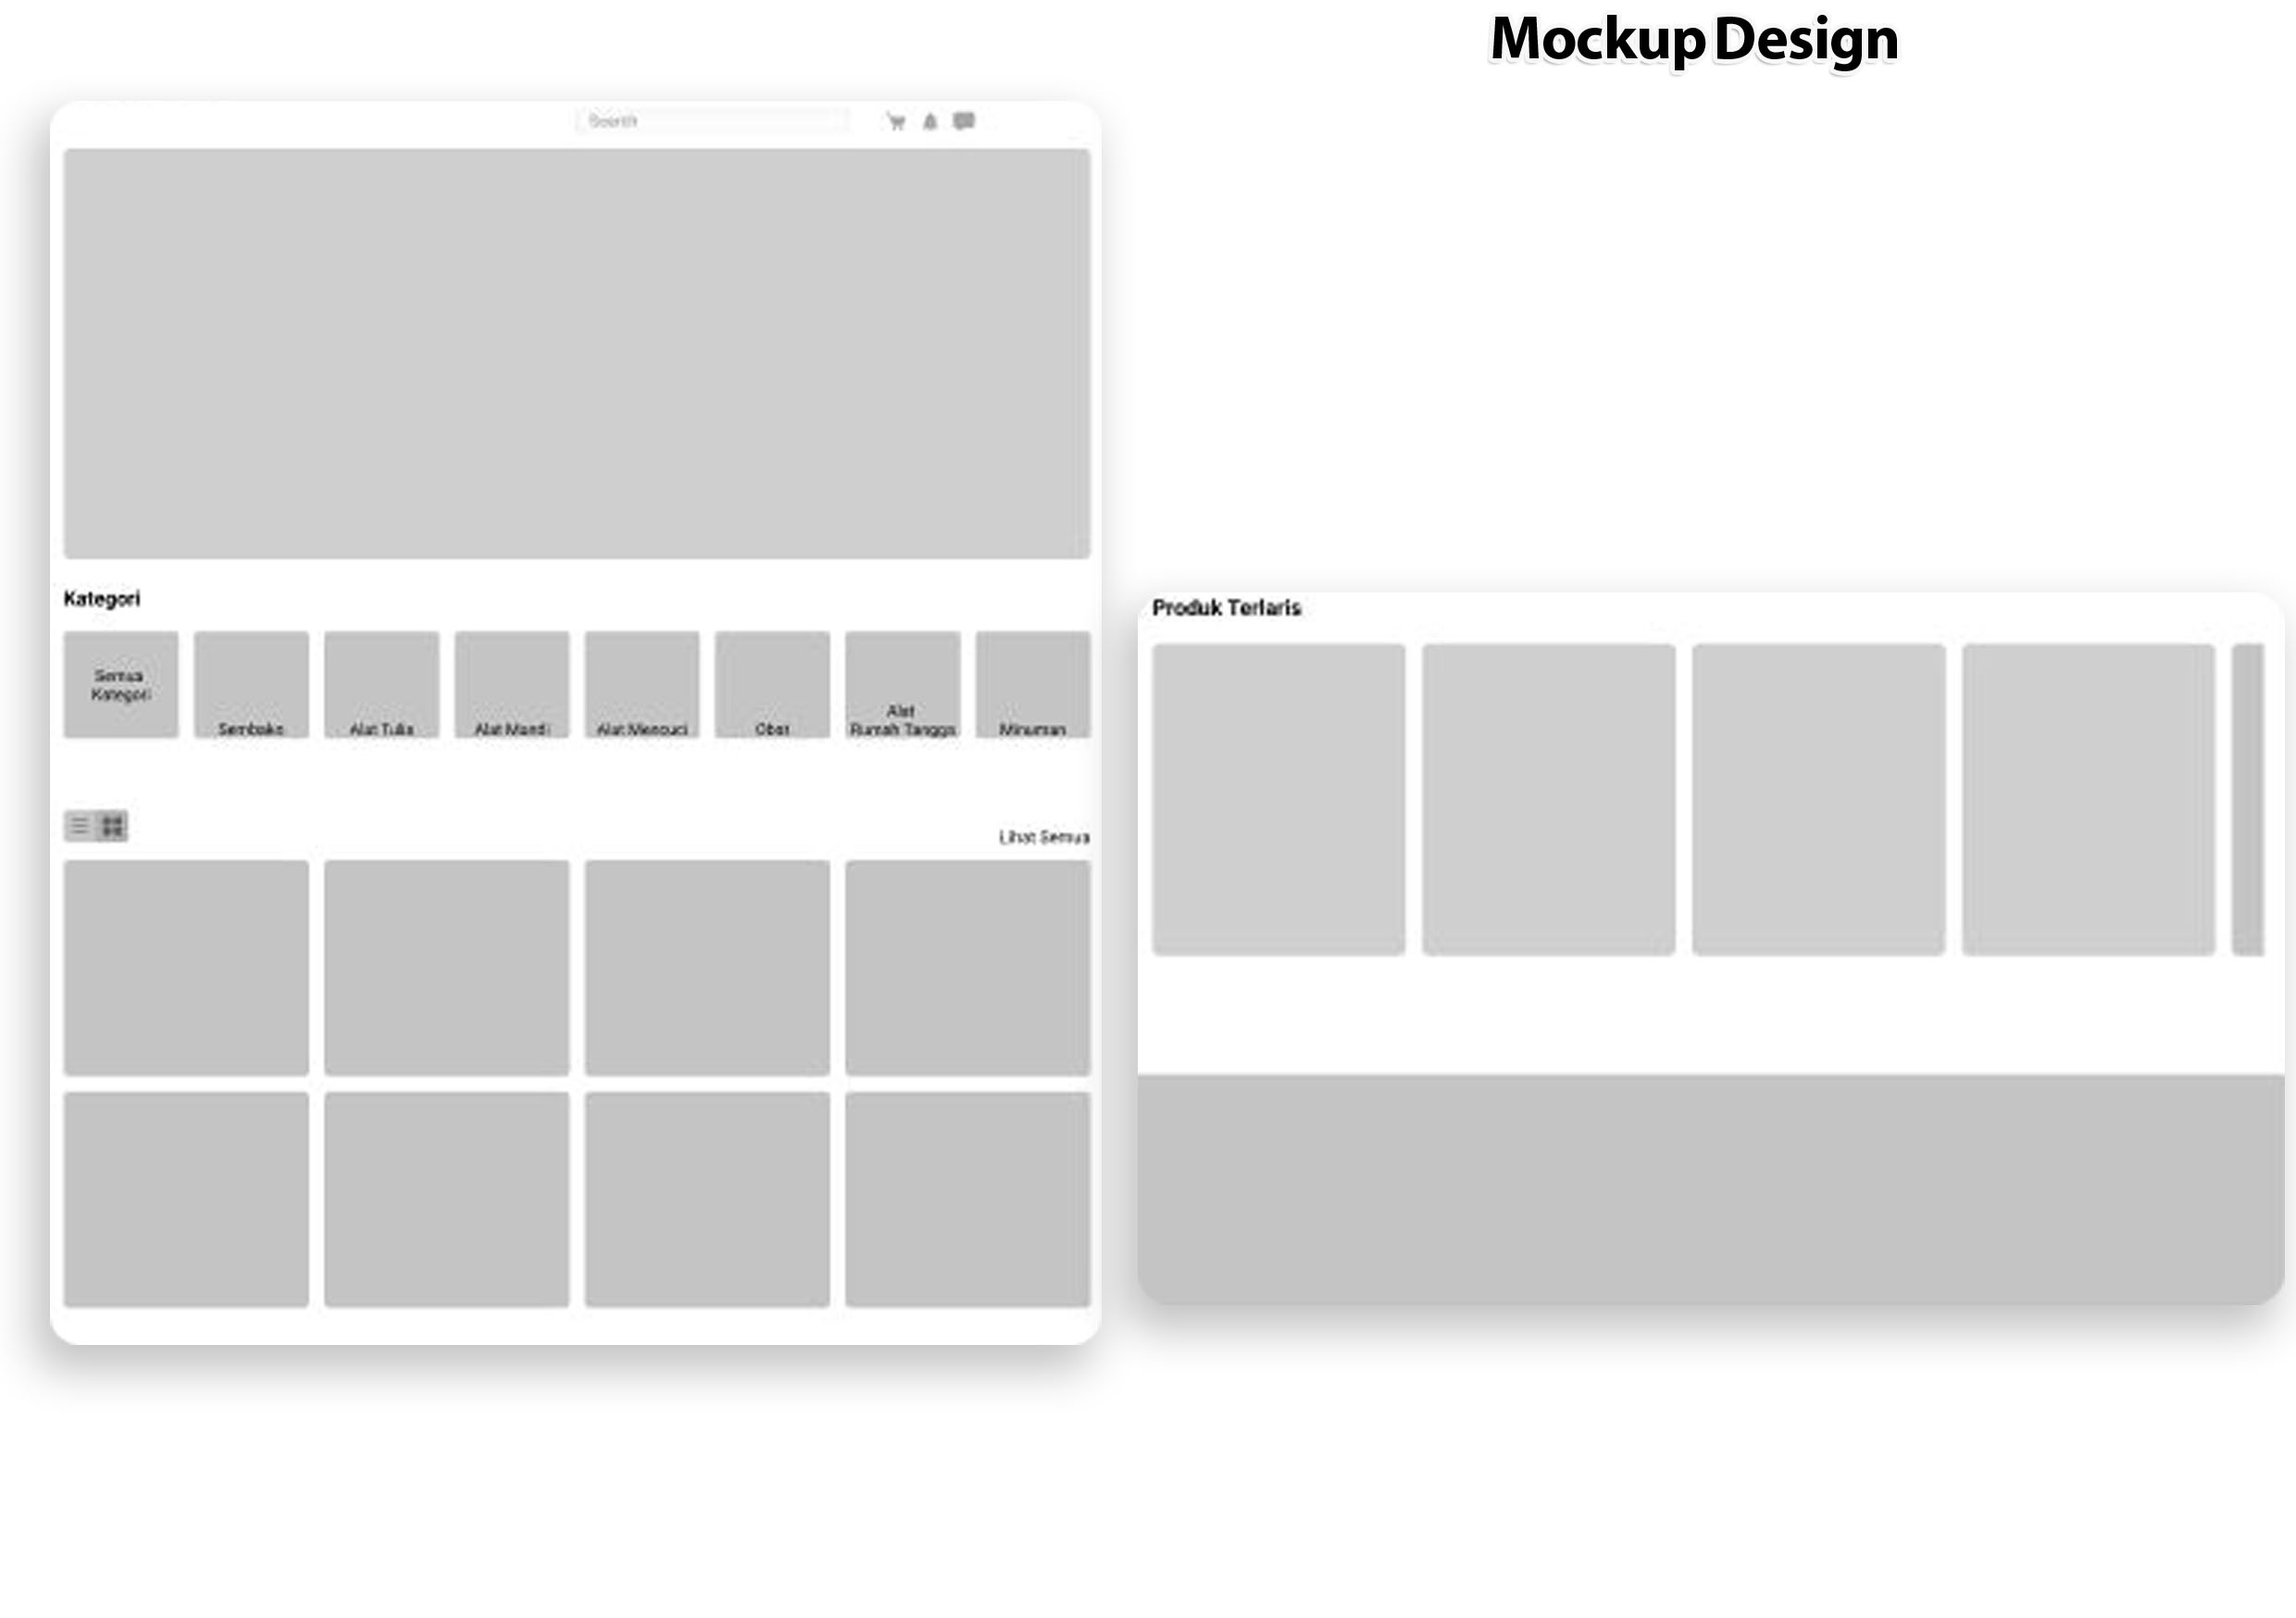 Mockup Design
Search
Kategori
Semua
Kategori
Sembako
Alat Tulis
Alat Mandi
Alat Mencuci
Obat
Alat
Rumah Tangga
Minuman
Lihat Semua
Produk Terlaris